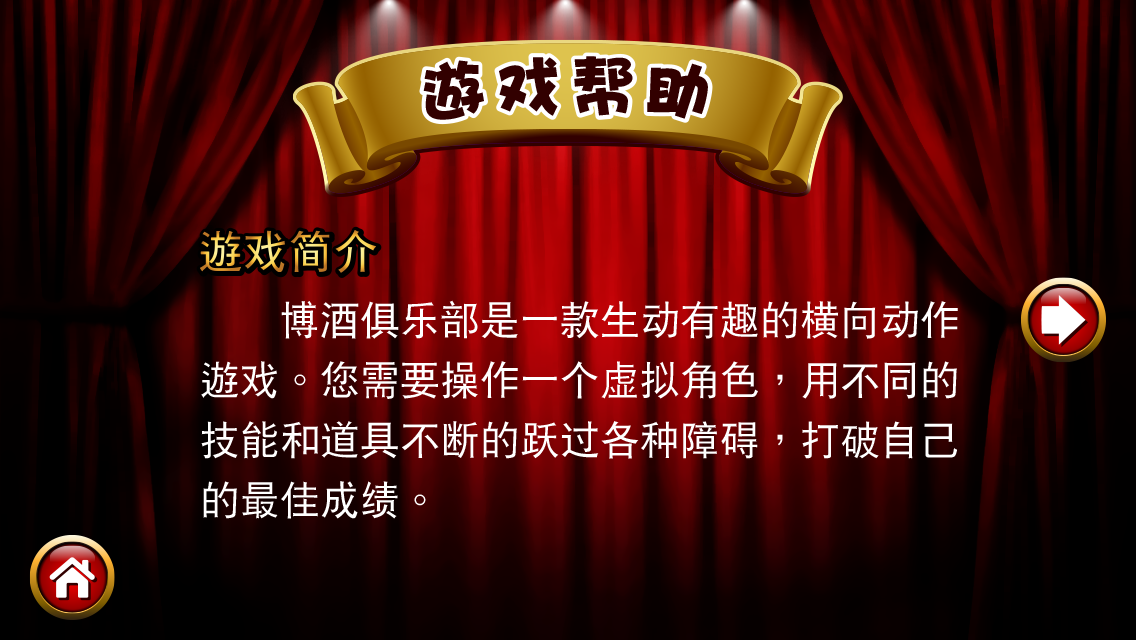 遊戏帮助
遊戏简介
博酒俱乐部是一款生动有趣的横向动作
遊戏。您需要操作一个虚拟角色，用不同的
技能和道具不断的跃过各种障碍，打破自己
的最佳成绩。